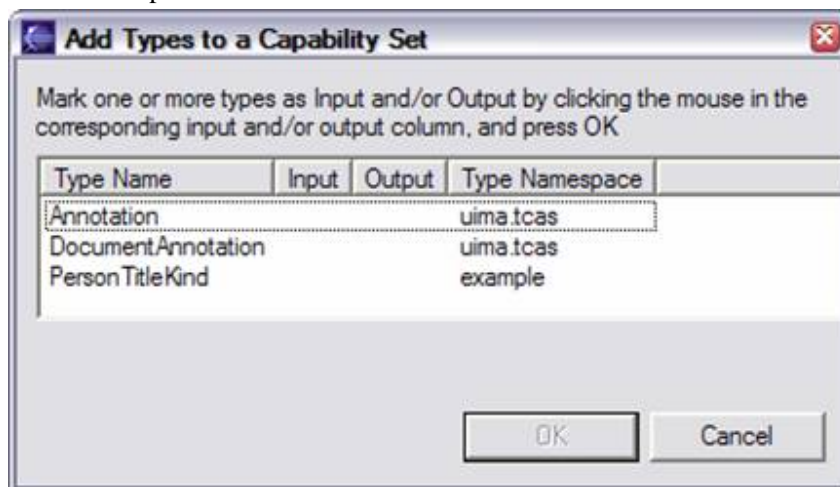 Add Types to a Capability Set
Mark one or more types as Input and/or Output by clicking the mouse in the
corresponding input and/or output column, and press OK
Type Name Input Output Type Namespace
Annotation uima.tcas
DocumentAnnotation uima.tcas
PersonTitleKind example
OK Cancel